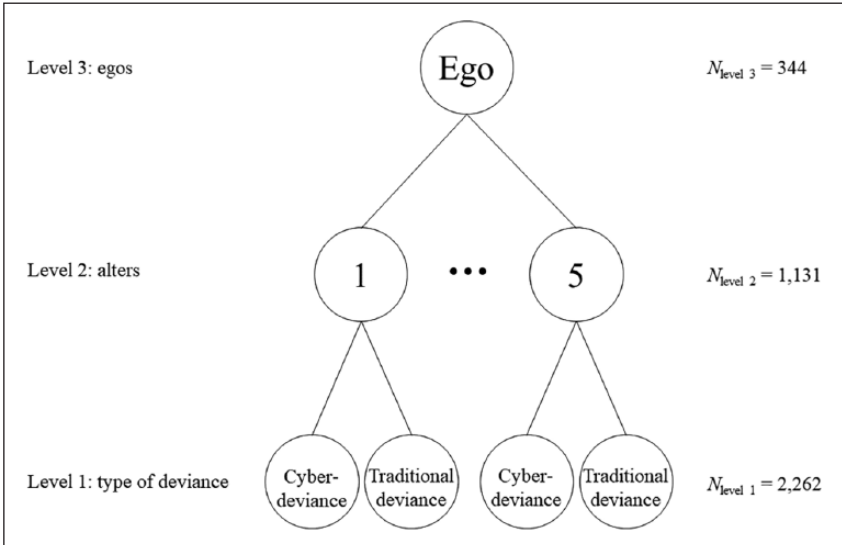 Level 3: egos
Ego
N level 3 = 344
Level 2: alters
1
•••
5
N level 2 = 1,131
Level 1: type of deviance
Cyber-
deviance
Traditional
deviance
Cyber-
deviance
Traditional
deviance
N level 1 = 2,262